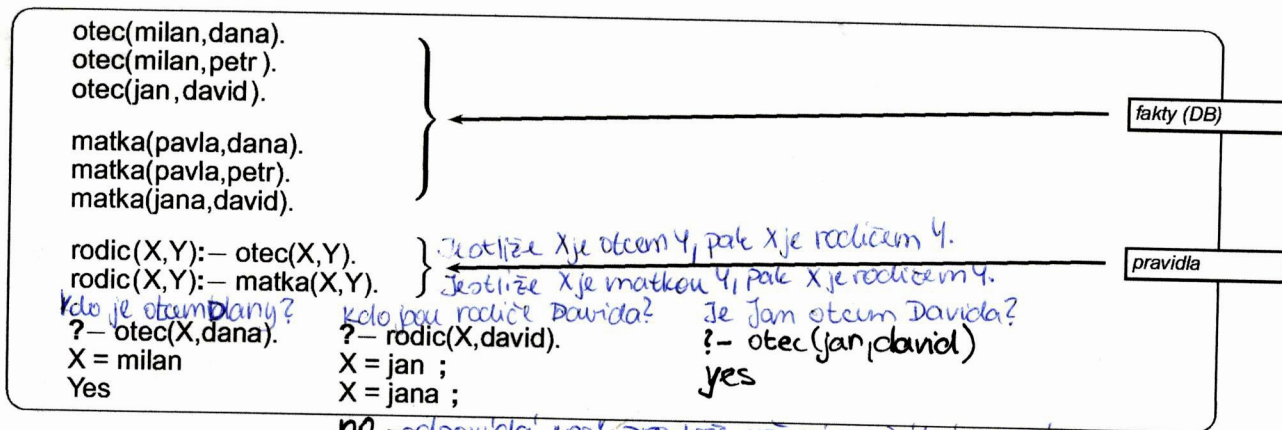 otec(milan,dana).
otec(milan,petr ).
otec(jan,david).
fakty (DB)
matka(pavla,dana).
matka(pavla,petr).
matka(jana,david).
rodic(X,Y):– otec(X,Y). Jestliže X je otcem Y, pak X je rodičem Y.
rodic(X,Y):– matka(X,Y). Jestliže X je matkou Y, pak X je rodičem Y.
pravidla
Kdo je otcem Dany? Kdo jsou rodiče Davida? Je Jan otcem Davida?
?– otec(X,dana). ?– rodic(X,david). ?– otec(jan,david)
X = milan X = jan ; yes
Yes X = jana ;
no